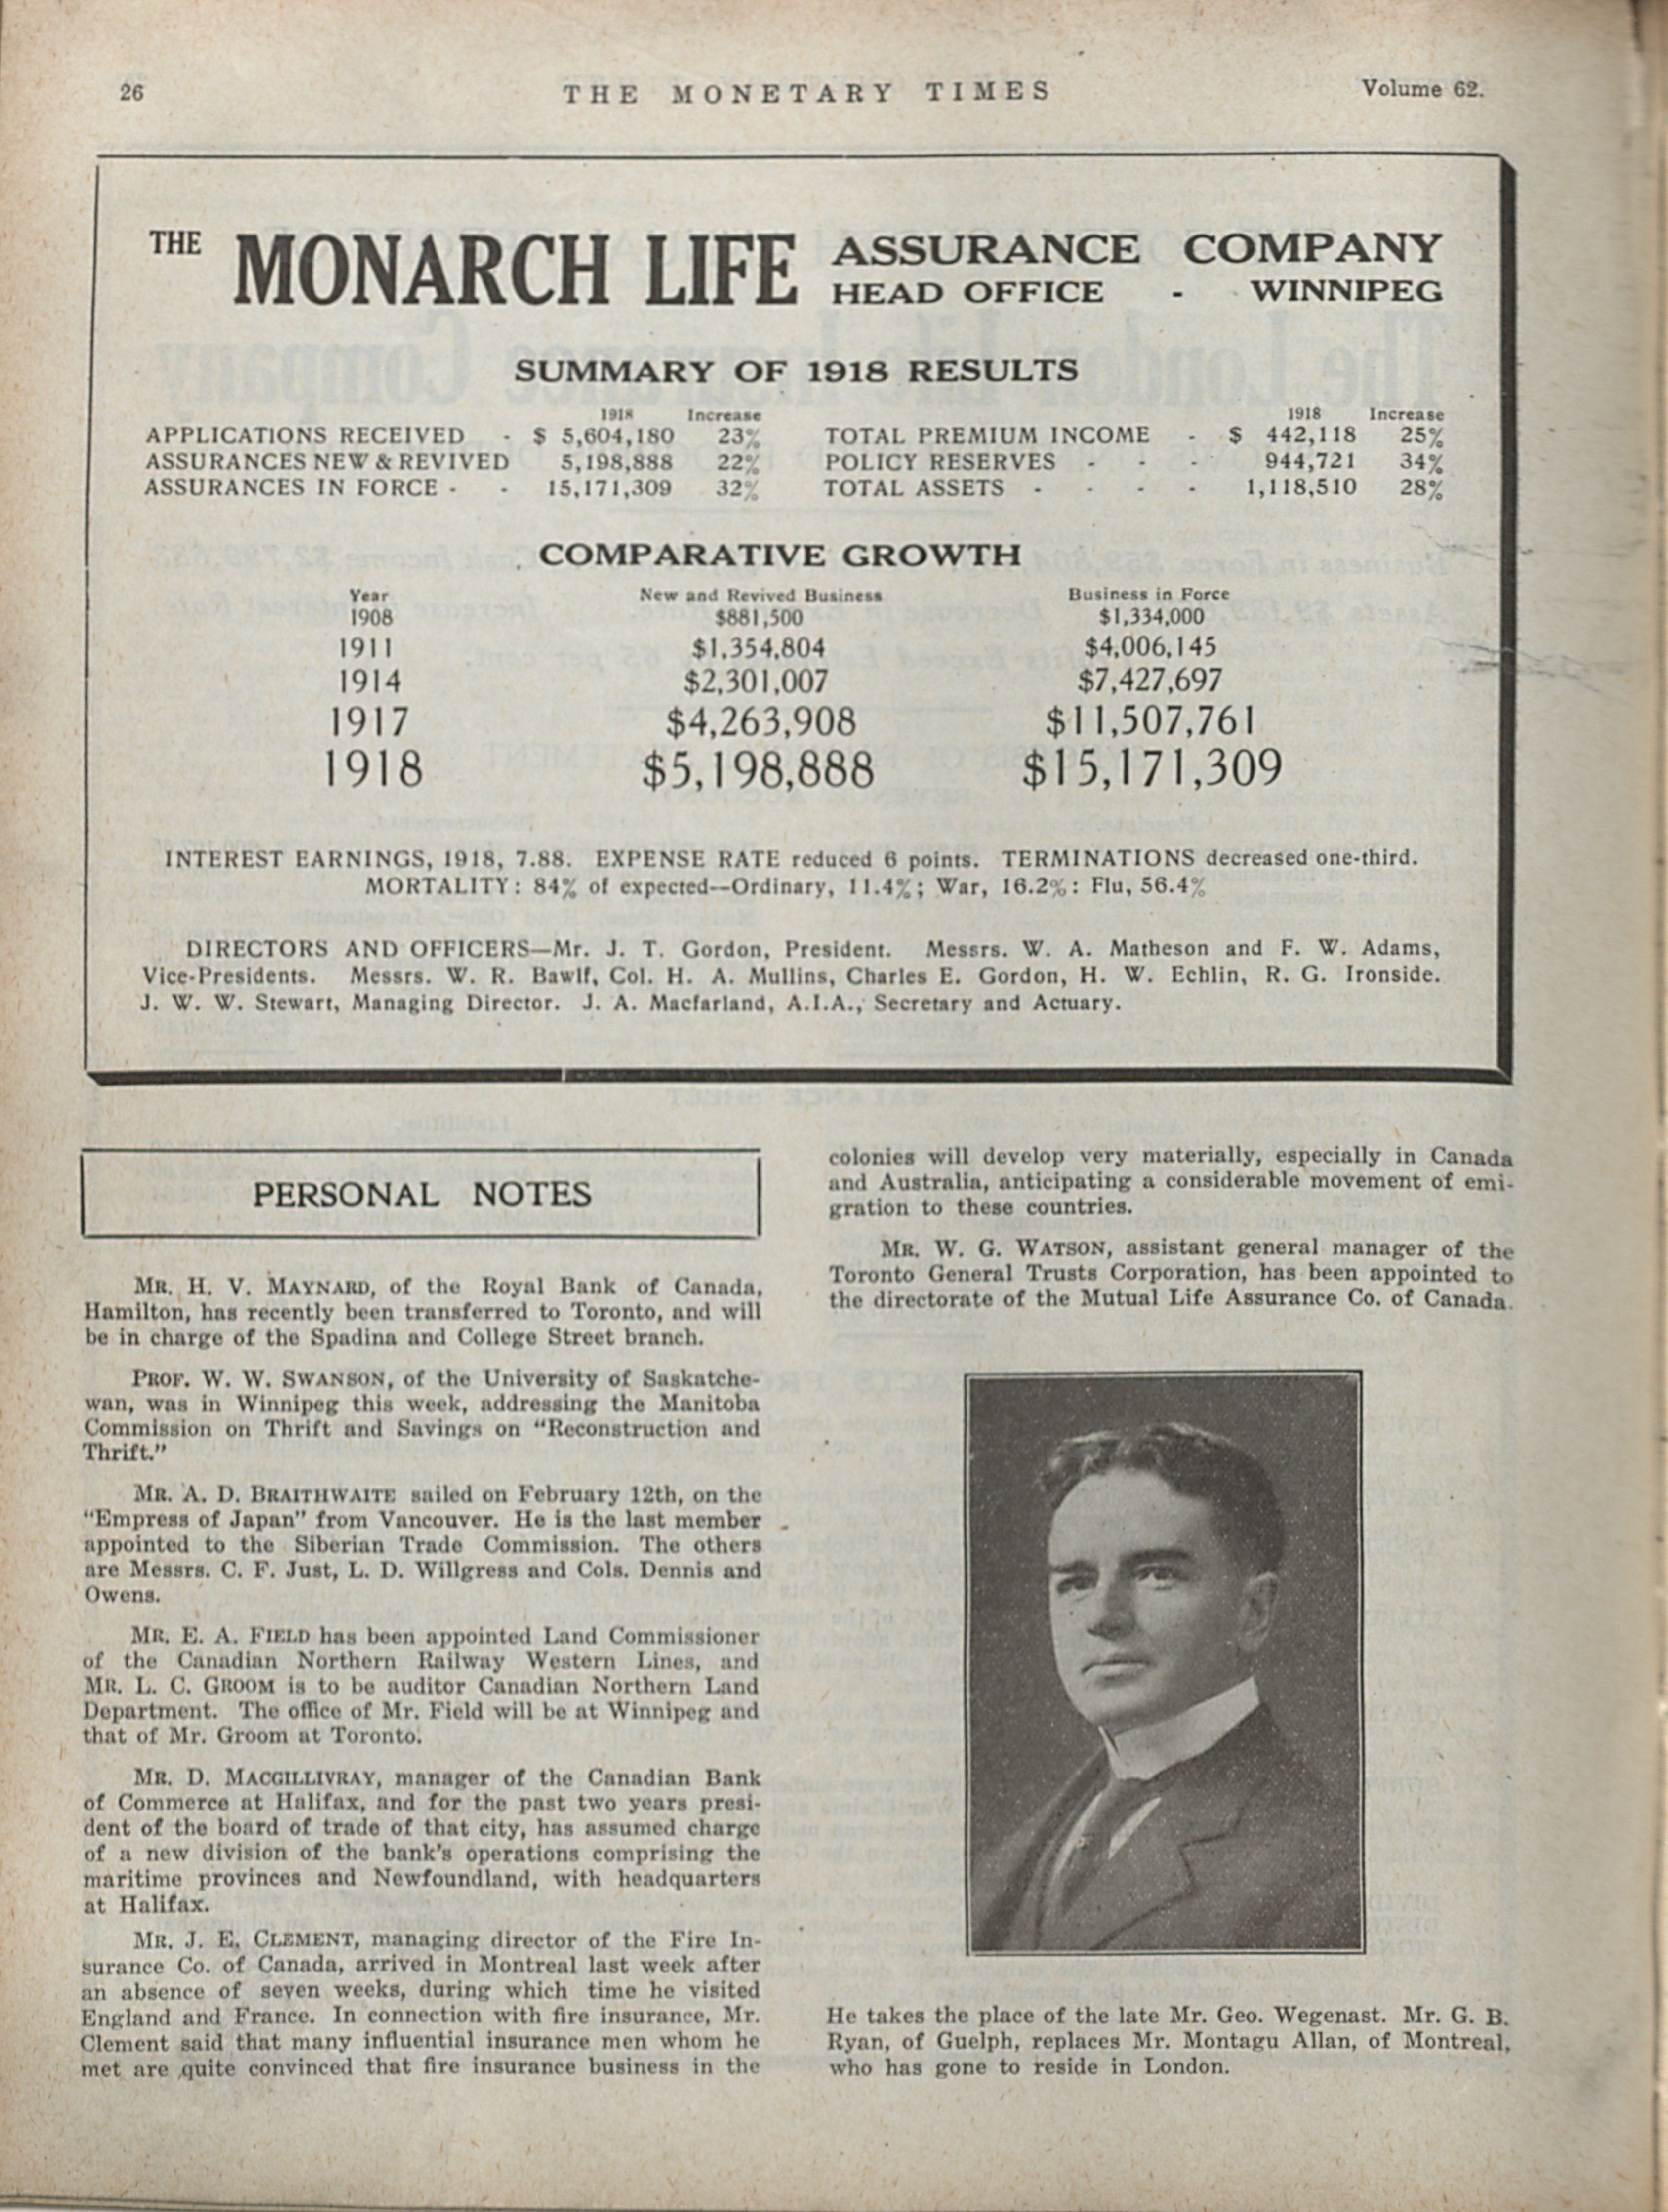 26
THE MONETARY TIMES
Volume 62.
THE MONARCH LIFE ASSURANCE COMPANY
HEAD OFFICE - WINNIPEG
SUMMARY OF 1918 RESULTS
1918 Increase
APPLICATIONS RECEIVED - $ 5,604,180 23%
ASSURANCES NEW & REVIVED 5,198,888 22%
ASSURANCES IN FORCE - - 15,171,309 32%
1918 Increase
TOTAL PREMIUM INCOME - $ 442,118 25%
POLICY RESERVES - - - 944,721 34%
TOTAL ASSETS - - - - 1,118,510 28%
COMPARATIVE GROWTH
Year New and Revived Business Business in Force
1908 $881,500 $1,334,000
1911 $1,354,804 $4,006,145
1914 $2,301,007 $7,427,697
1917 $4,263,908 $11,507,761
1918 $5,198,888 $15,171,309
INTEREST EARNINGS, 1918, 7.88. EXPENSE RATE reduced 6 points. TERMINATIONS decreased one-third.
MORTALITY: 84% of expected--Ordinary, 11.4%; War, 16.2%: Flu, 56.4%
DIRECTORS AND OFFICERS—Mr. J. T. Gordon, President. Messrs. W. A. Matheson and F. W. Adams,
Vice-Presidents. Messrs. W. R. Bawlf, Col. H. A. Mullins, Charles E. Gordon, H. W. Echlin, R. G. Ironside.
J. W. W. Stewart, Managing Director. J. A. Macfarland, A.I.A., Secretary and Actuary.
PERSONAL NOTES
MR. H. V. MAYNARD, of the Royal Bank of Canada,
Hamilton, has recently been transferred to Toronto, and will
be in charge of the Spadina and College Street branch.
PROF. W. W. SWANSON, of the University of Saskatche-
wan, was in Winnipeg this week, addressing the Manitoba
Commission on Thrift and Savings on "Reconstruction and
Thrift."
MR. A. D. BRAITHWAITE sailed on February 12th, on the
"Empress of Japan" from Vancouver. He is the last member
appointed to the Siberian Trade Commission. The others
are Messrs. C. F. Just, L. D. Willgress and Cols. Dennis and
Owens.
MR. E. A. FIELD has been appointed Land Commissioner
of the Canadian Northern Railway Western Lines, and
MR. L. C. GROOM is to be auditor Canadian Northern Land
Department. The office of Mr. Field will be at Winnipeg and
that of Mr. Groom at Toronto.
MR. D. MACGILLIVRAY, manager of the Canadian Bank
of Commerce at Halifax, and for the past two years presi-
dent of the board of trade of that city, has assumed charge
of a new division of the bank's operations comprising the
maritime provinces and Newfoundland, with headquarters
at Halifax.
MR. J. E. CLEMENT, managing director of the Fire In-
surance Co. of Canada, arrived in Montreal last week after
an absence of seven weeks, during which time he visited
England and France. In connection with fire insurance, Mr.
Clement said that many influential insurance men whom he
met are quite convinced that fire insurance business in the
colonies will develop very materially, especially in Canada
and Australia, anticipating a considerable movement of emi-
gration to these countries.
MR. W. G. WATSON, assistant general manager of the
Toronto General Trusts Corporation, has been appointed to
the directorate of the Mutual Life Assurance Co. of Canada.
He takes the place of the late Mr. Geo. Wegenast. Mr. G. B.
Ryan, of Guelph, replaces Mr. Montagu Allan, of Montreal,
who has gone to reside in London.